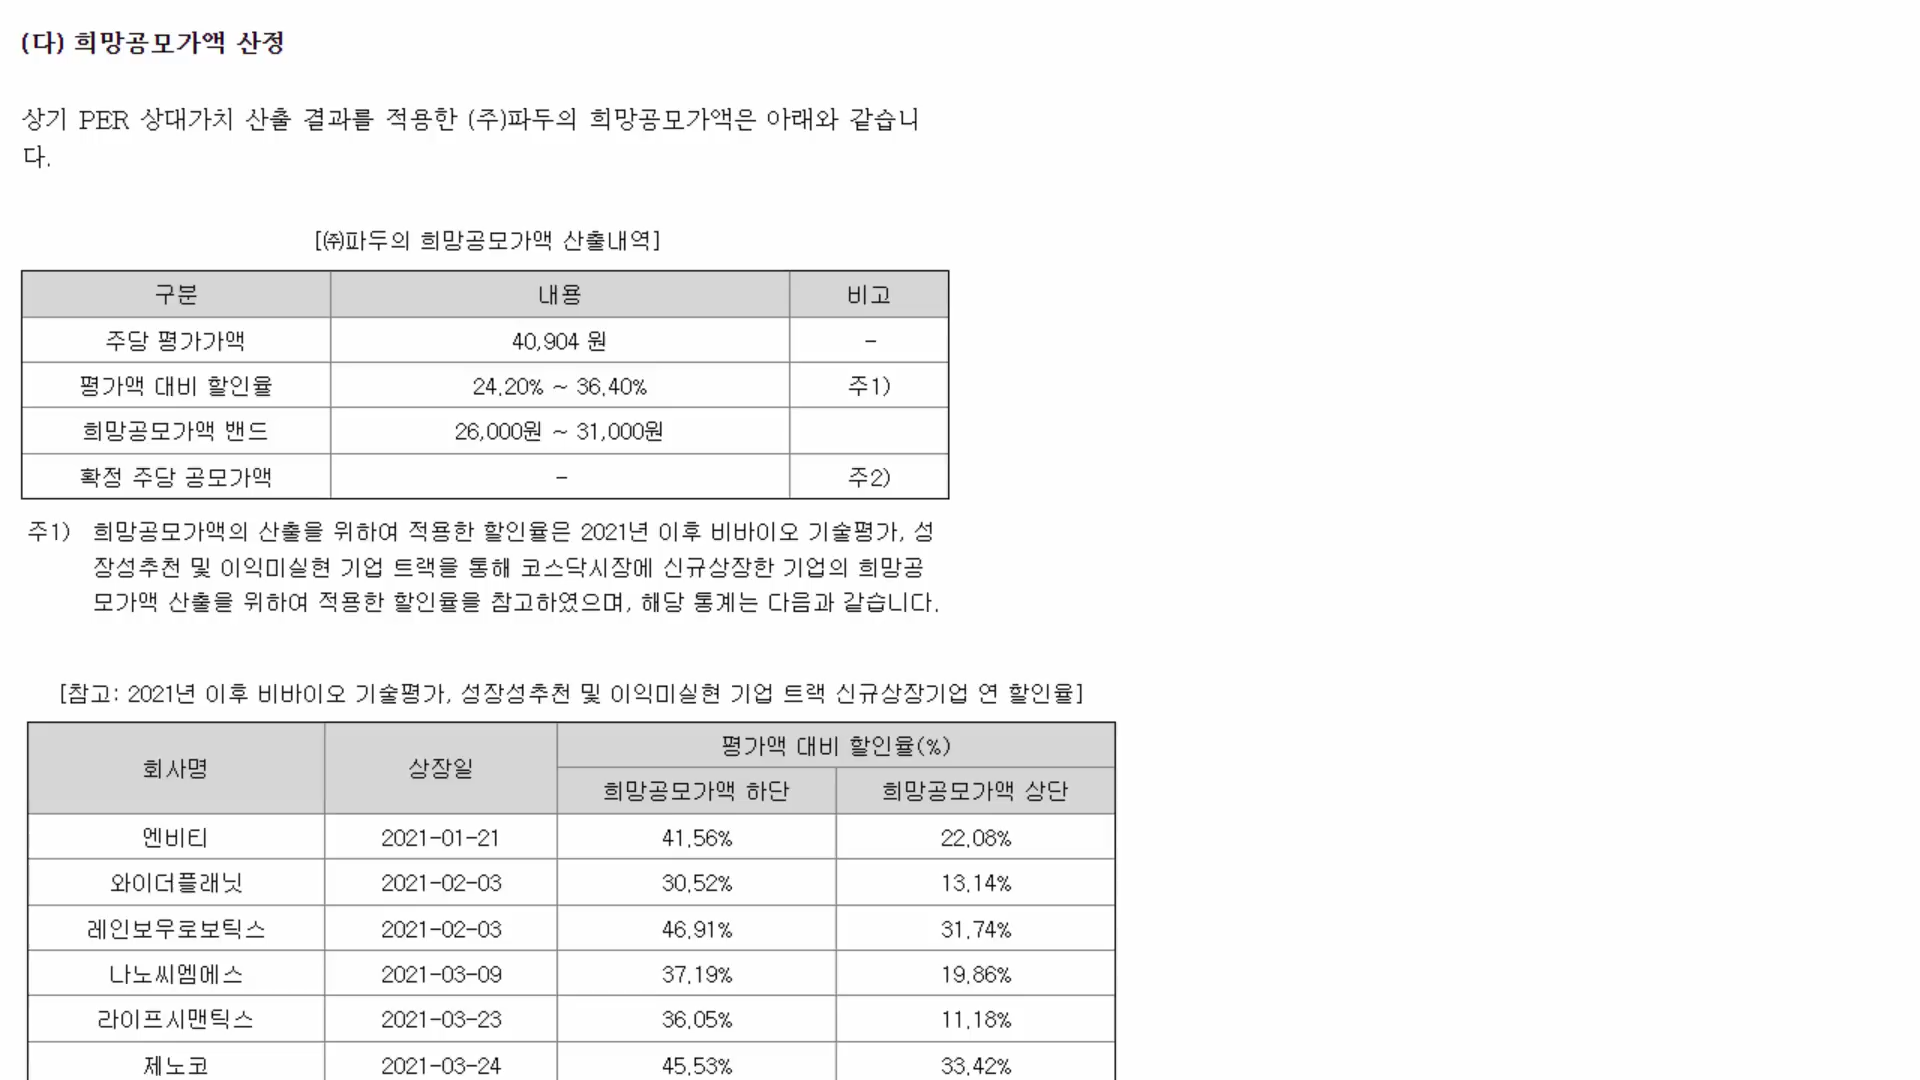 (다) 희망공모가액 산정
상기 PER 상대가치 산출 결과를 적용한 (주)파두의 희망공모가액은 아래와 같습니
다.
[㈜파두의 희망공모가액 산출내역]
구분 내용 비고
주당 평가가액 40,904 원 -
평가액 대비 할인율 24.20% ~ 36.40% 주1)
희망공모가액 밴드 26,000원 ~ 31,000원
확정 주당 공모가액 - 주2)
주1) 희망공모가액의 산출을 위하여 적용한 할인율은 2021년 이후 비바이오 기술평가, 성
장성추천 및 이익미실현 기업 트랙을 통해 코스닥시장에 신규상장한 기업의 희망공
모가액 산출을 위하여 적용한 할인율을 참고하였으며, 해당 통계는 다음과 같습니다.
[참고: 2021년 이후 비바이오 기술평가, 성장성추천 및 이익미실현 기업 트랙 신규상장기업 연 할인율]
회사명 상장일 평가액 대비 할인율(%)
희망공모가액 하단 희망공모가액 상단
엔비티 2021-01-21 41.56% 22.08%
와이더플래닛 2021-02-03 30.52% 13.14%
레인보우로보틱스 2021-02-03 46.91% 31.74%
나노씨엠에스 2021-03-09 37.19% 19.86%
라이프시맨틱스 2021-03-23 36.05% 11.18%
제노코 2021-03-24 45.53% 33.42%